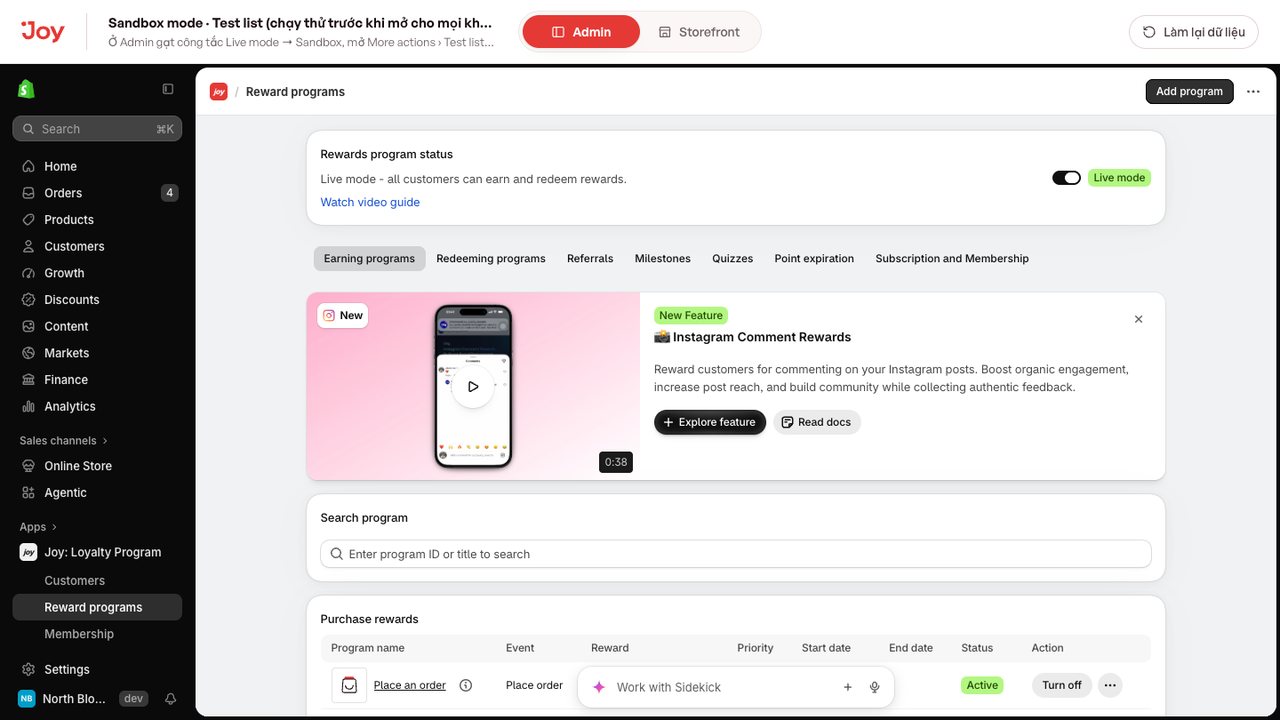 Joy
Sandbox mode · Test list (chạy thử trước khi mở cho mọi kh...
Ở Admin gạt công tắc Live mode → Sandbox, mở More actions › Test list...
Admin
Storefront
Làm lại dữ liệu
Search
⌘K
Home
Orders
4
Products
Customers
Growth
Discounts
Content
Markets
Finance
Analytics
Sales channels
Online Store
Agentic
Apps
joy
Joy: Loyalty Program
Customers
Reward programs
Membership
Settings
NB
North Blo...
dev
joy
/
Reward programs
Add program
Rewards program status
Live mode - all customers can earn and redeem rewards.
Watch video guide
Live mode
Earning programs
Redeeming programs
Referrals
Milestones
Quizzes
Point expiration
Subscription and Membership
New
0:38
New Feature
📸 Instagram Comment Rewards
Reward customers for commenting on your Instagram posts. Boost organic engagement,
increase post reach, and build community while collecting authentic feedback.
Explore feature
Read docs
Search program
Enter program ID or title to search
Purchase rewards
Program name
Event
Reward
Priority
Start date
End date
Status
Action
Place an order
Place order
Active
Turn off
Work with Sidekick